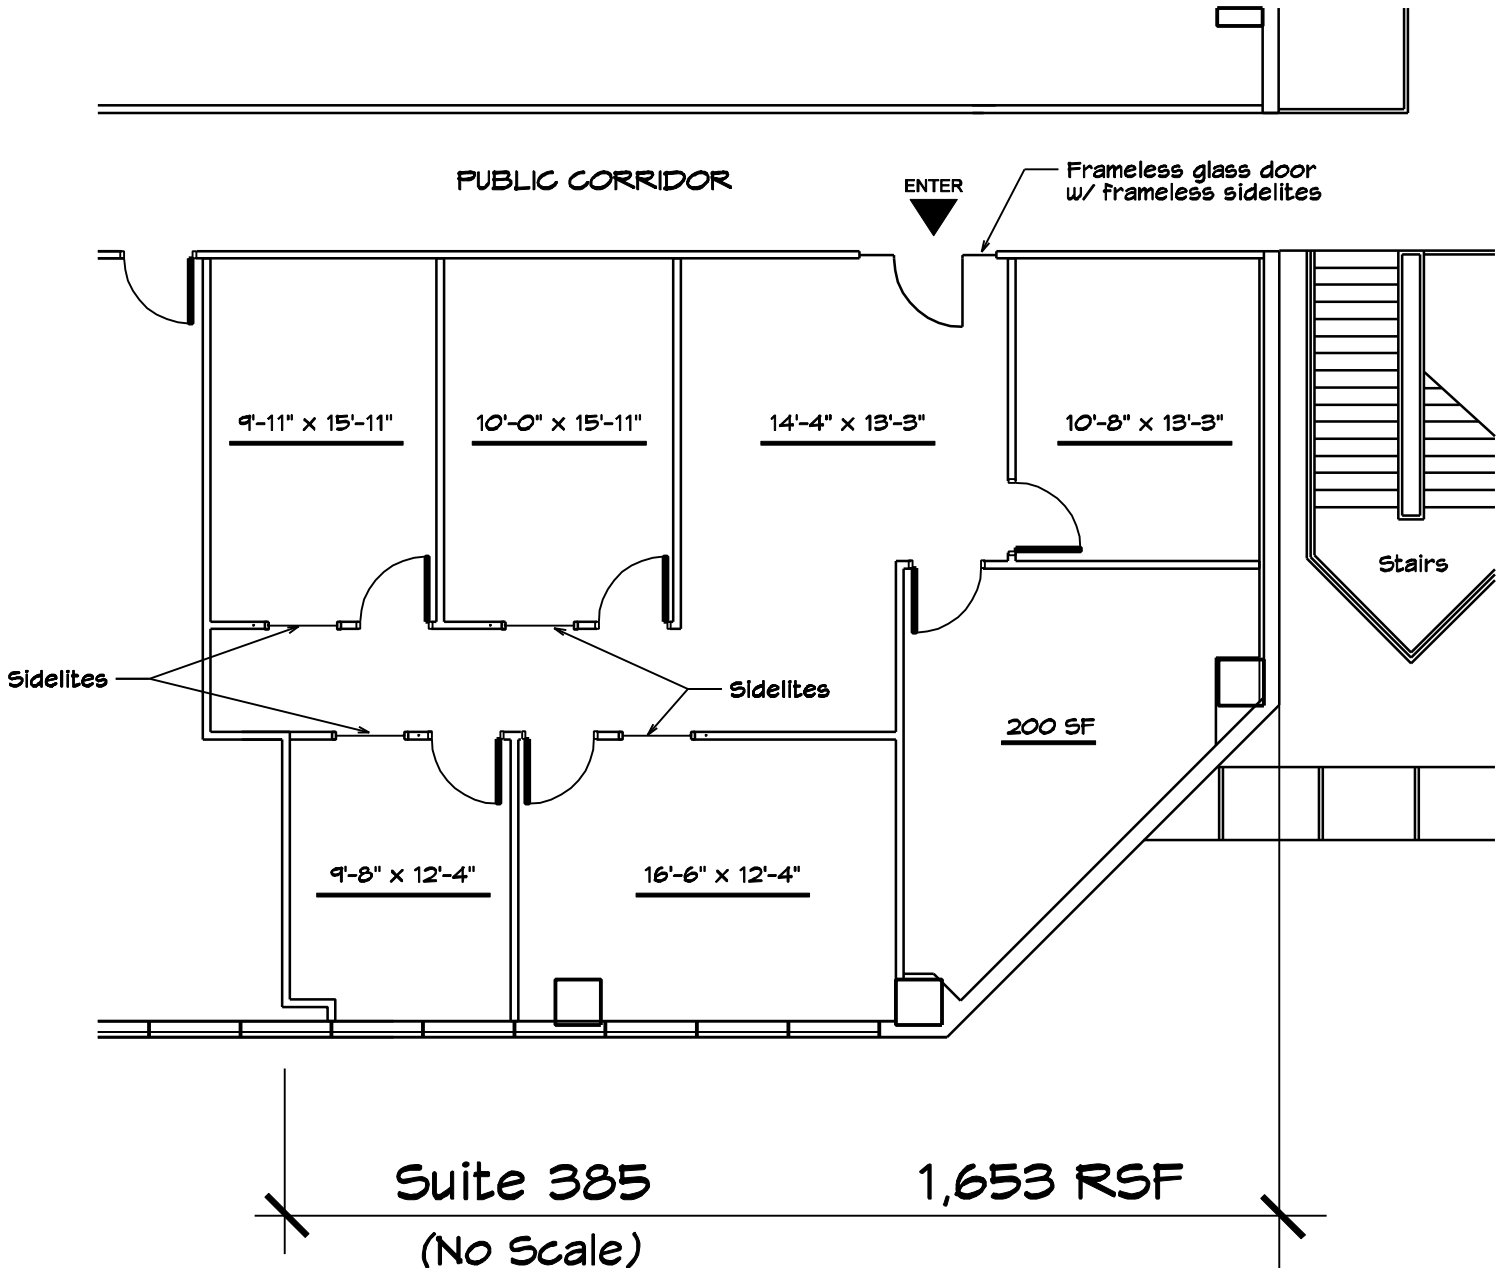 PUBLIC CORRIDOR
ENTER
Frameless glass door
w/ frameless sidelites
9'-11" x 15'-11"
10'-0" x 15'-11"
14'-4" x 13'-3"
10'-8" x 13'-3"
Stairs
Sidelites
Sidelites
200 SF
9'-8" x 12'-4"
16'-6" x 12'-4"
Suite 385
1,653 RSF
(No Scale)